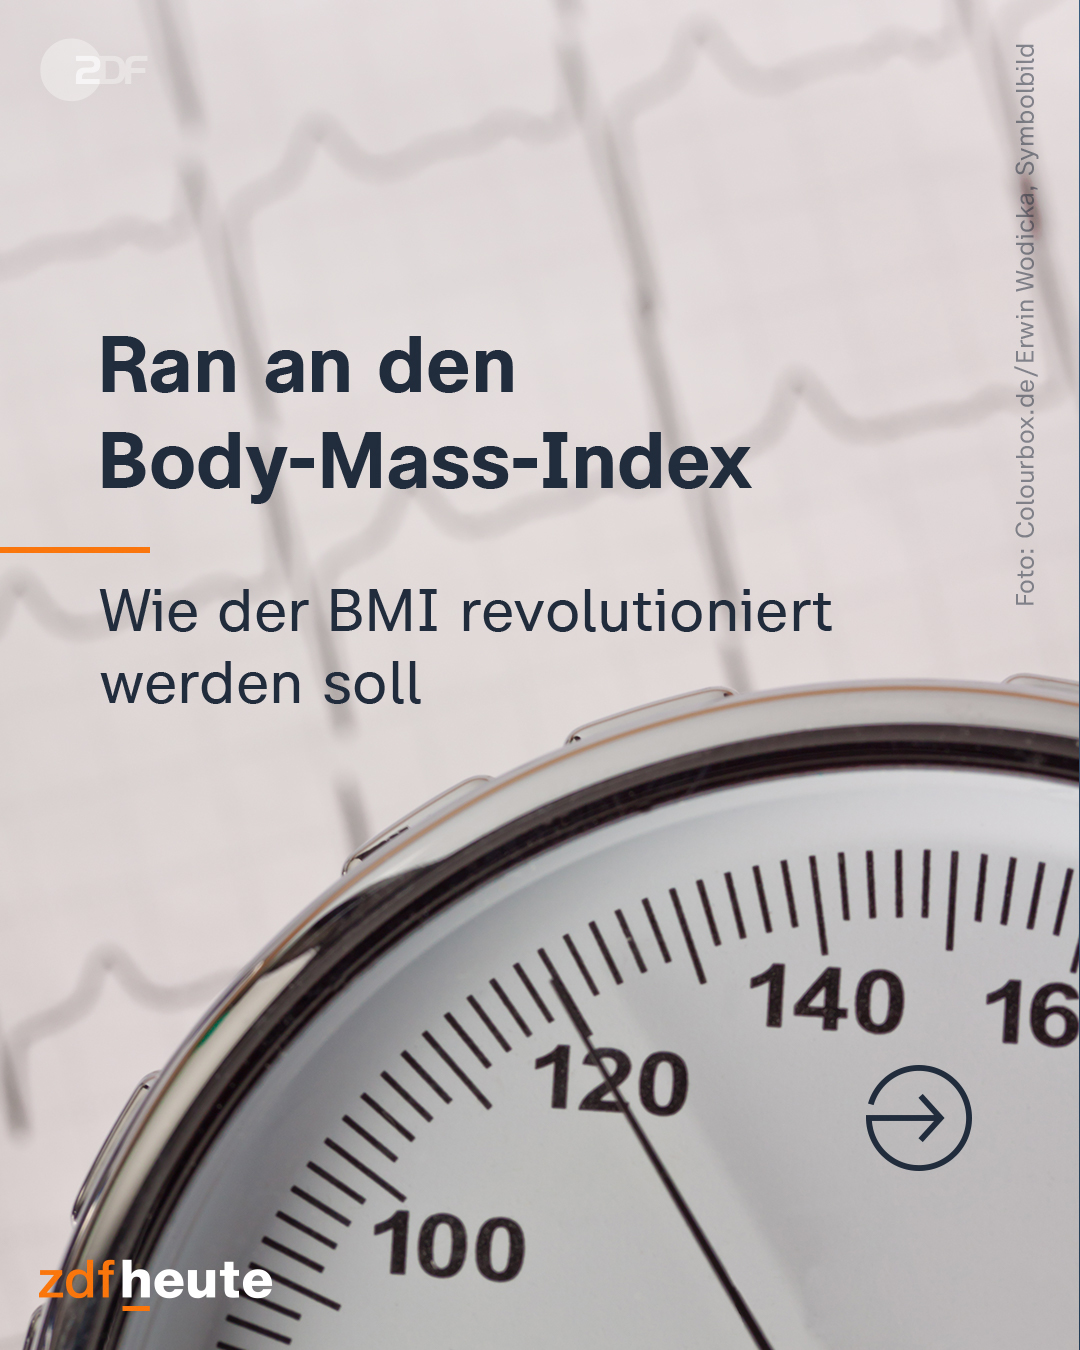 ZDF
Foto: Colourbox.de/Erwin Wodicka, Symbolbild
Ran an den
Body-Mass-Index
Wie der BMI revolutioniert
werden soll
140
160
120
100
zdfheute